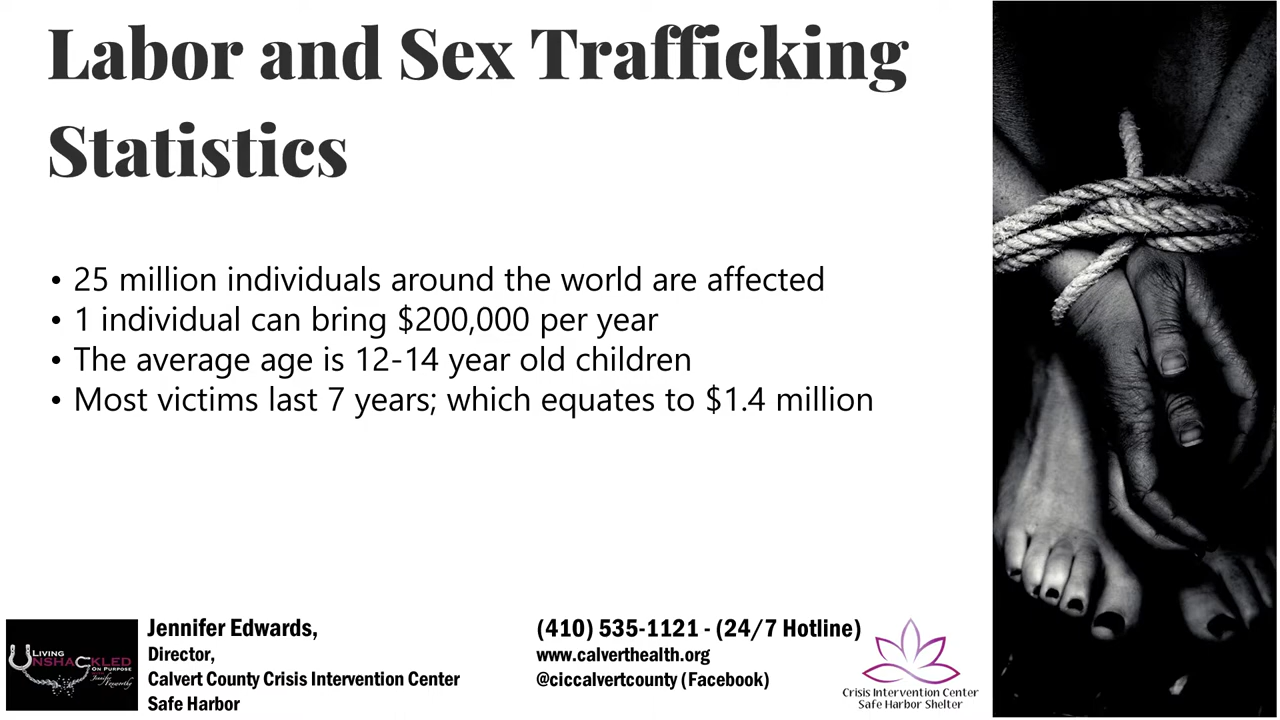 Labor and Sex Trafficking
Statistics
• 25 million individuals around the world are affected
• 1 individual can bring $200,000 per year
• The average age is 12-14 year old children
• Most victims last 7 years; which equates to $1.4 million
LIVING
UNSHACKLED
ON PURPOSE
Jennifer Edwards,
Director,
Calvert County Crisis Intervention Center
Safe Harbor
(410) 535-1121 - (24/7 Hotline)
www.calverthealth.org
@ciccalvertcounty (Facebook)
Crisis Intervention Center
Safe Harbor Shelter